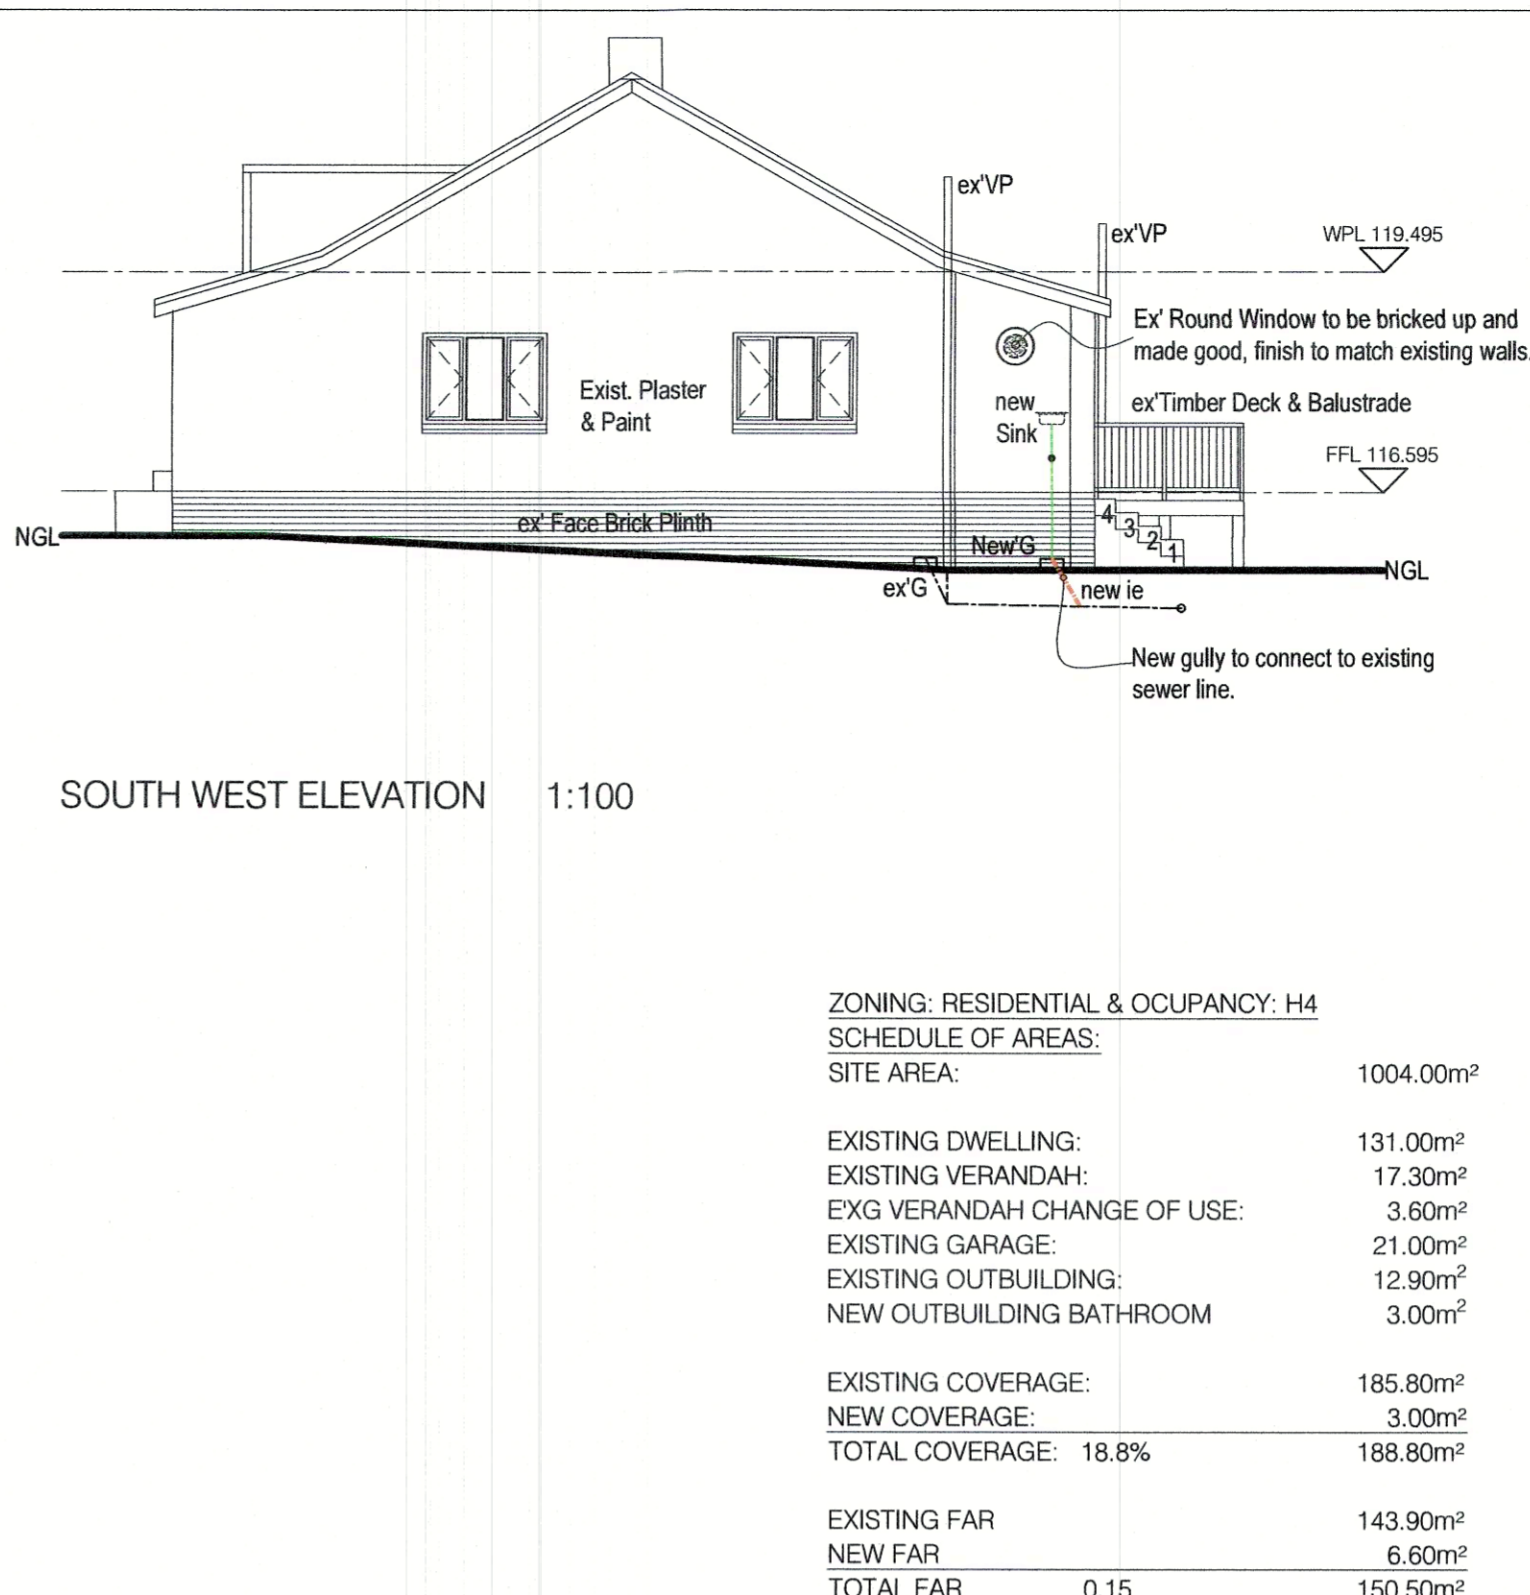 ex'VP
ex'VP
WPL 119.495
Ex' Round Window to be bricked up and
made good, finish to match existing walls.
Exist. Plaster
& Paint
new
Sink
ex'Timber Deck & Balustrade
FFL 116.595
ex' Face Brick Plinth
4
3
2
1
NGL
New'G
NGL
ex'G
new ie
New gully to connect to existing
sewer line.
SOUTH WEST ELEVATION 1:100
ZONING: RESIDENTIAL & OCUPANCY: H4
SCHEDULE OF AREAS:
SITE AREA: 1004.00m²
EXISTING DWELLING: 131.00m²
EXISTING VERANDAH: 17.30m²
E'XG VERANDAH CHANGE OF USE: 3.60m²
EXISTING GARAGE: 21.00m²
EXISTING OUTBUILDING: 12.90m²
NEW OUTBUILDING BATHROOM 3.00m²
EXISTING COVERAGE: 185.80m²
NEW COVERAGE: 3.00m²
TOTAL COVERAGE: 18.8% 188.80m²
EXISTING FAR 143.90m²
NEW FAR 6.60m²
TOTAL FAR 0.15 150.50m²